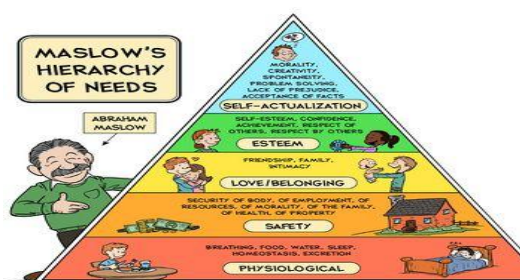 MASLOW'S
HIERARCHY
OF NEEDS
ABRAHAM
MASLOW
MORALITY,
CREATIVITY,
SPONTANEITY,
PROBLEM SOLVING,
LACK OF PREJUDICE,
ACCEPTANCE OF FACTS
SELF-ACTUALIZATION
SELF-ESTEEM, CONFIDENCE,
ACHIEVEMENT, RESPECT OF
OTHERS, RESPECT BY OTHERS
ESTEEM
FRIENDSHIP, FAMILY,
INTIMACY
LOVE/BELONGING
SECURITY OF BODY, OF EMPLOYMENT, OF
RESOURCES, OF MORALITY, OF THE FAMILY,
OF HEALTH, OF PROPERTY
SAFETY
BREATHING, FOOD, WATER, SLEEP,
HOMEOSTASIS, EXCRETION
PHYSIOLOGICAL